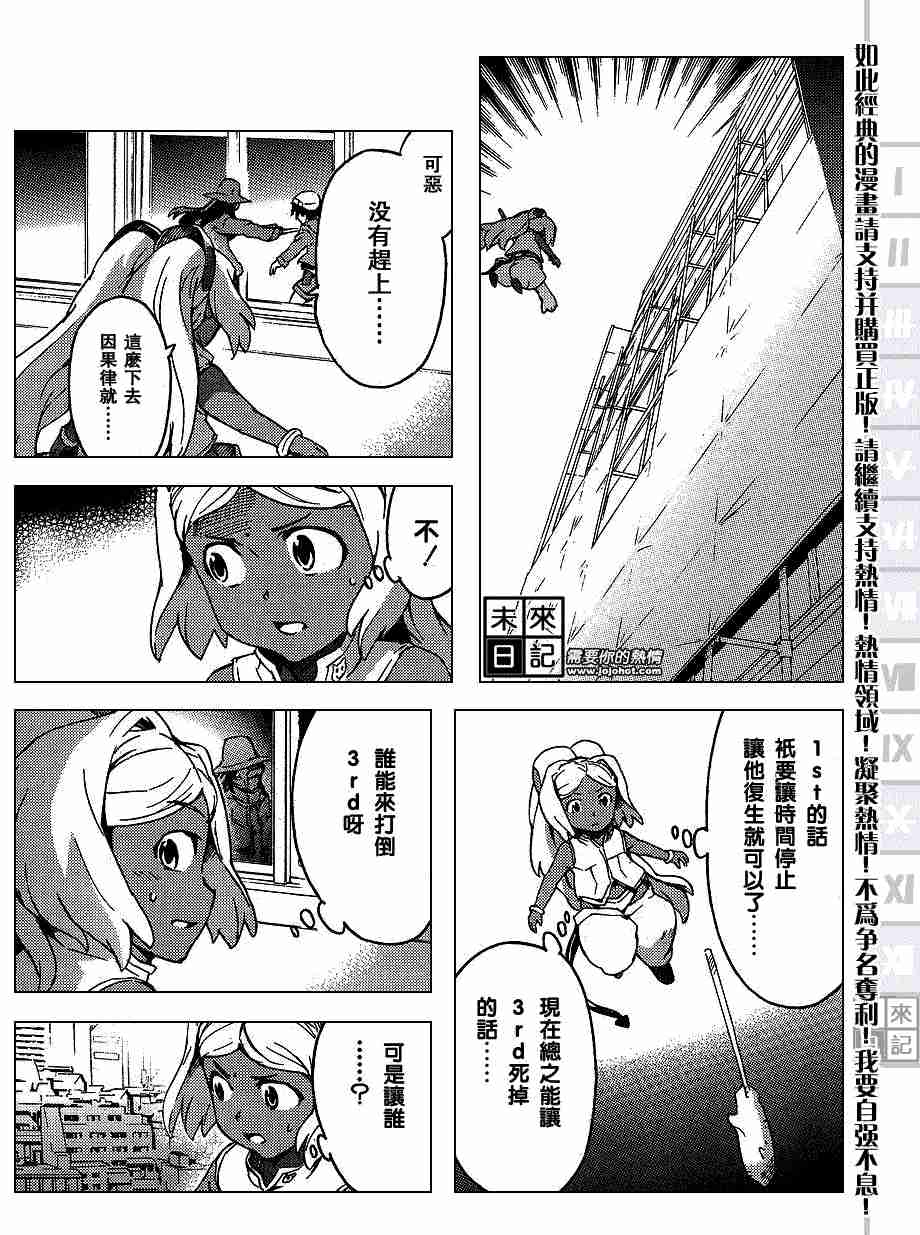 未來
日記
需要你的熱情
www.jojohot.com
可惡
没有趕上……
這麽下去
因果律就……
不！
1st的話
衹要讓時間停止
讓他復生就可以了……
現在總之能讓
3rd死掉
的話……
誰能來打倒
3rd呀
可是讓誰
……？
如此經典的漫畫請支持并購買正版！請繼續支持熱情！熱情領域！凝聚熱情！不爲争名奪利！我要自强不息！
I
II
III
IV
V
VI
VII
VIII
IX
X
XI
XII
來
記